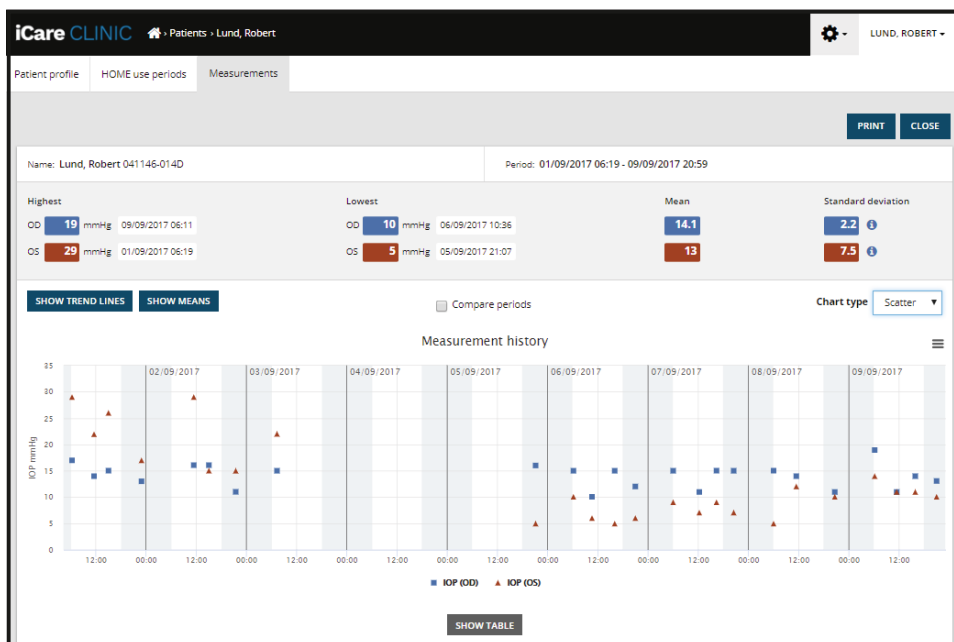 iCare CLINIC › Patients › Lund, Robert LUND, ROBERT
Patient profile HOME use periods Measurements
PRINT CLOSE
Name: Lund, Robert 041146-014D Period: 01/09/2017 06:19 - 09/09/2017 20:59
Highest Lowest Mean Standard deviation
OD 19 mmHg 09/09/2017 06:11 OD 10 mmHg 06/09/2017 10:36 14.1 2.2 i
OS 29 mmHg 01/09/2017 06:19 OS 5 mmHg 05/09/2017 21:07 13 7.5 i
SHOW TREND LINES SHOW MEANS Compare periods Chart type Scatter
Measurement history
35 02/09/2017 03/09/2017 04/09/2017 05/09/2017 06/09/2017 07/09/2017 08/09/2017 09/09/2017
30
25
20
IOP mmHg
15
10
5
0
12:00 00:00 12:00 00:00 12:00 00:00 12:00 00:00 12:00 00:00 12:00 00:00 12:00 00:00 12:00 00:00 12:00
IOP (OD) IOP (OS)
SHOW TABLE